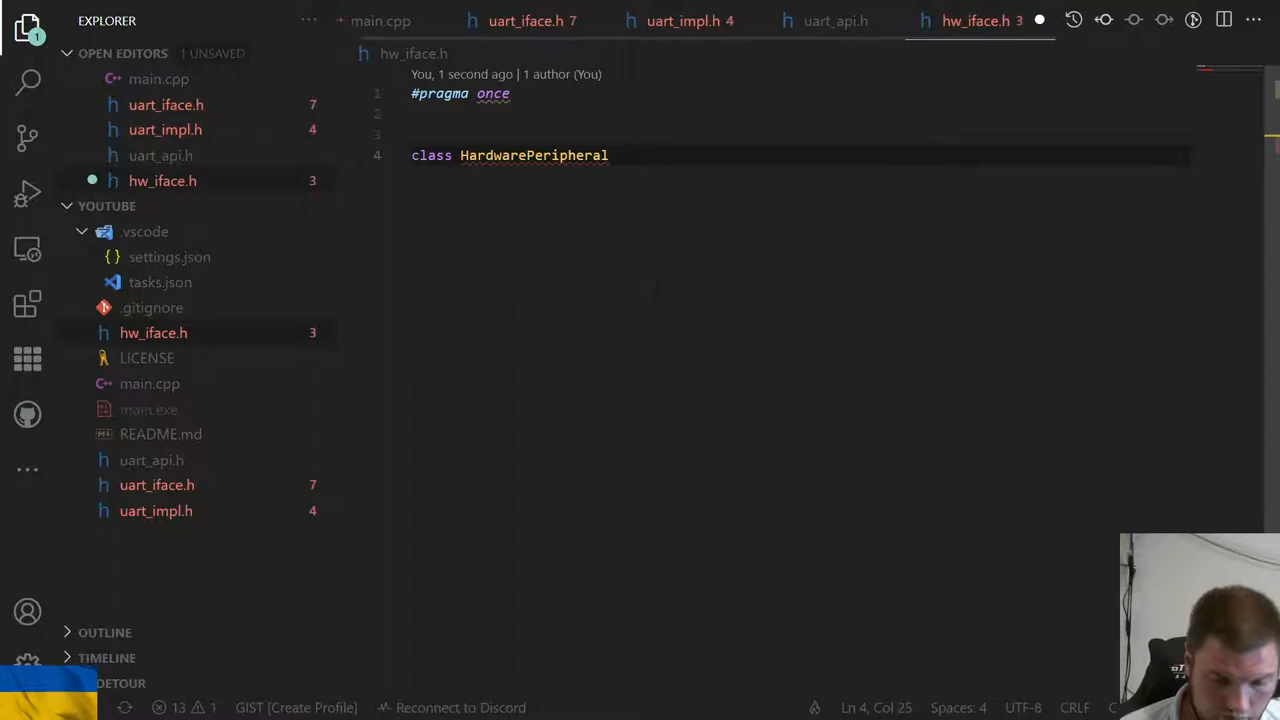 EXPLORER
OPEN EDITORS 1 UNSAVED
main.cpp
uart_iface.h 7
uart_impl.h 4
uart_api.h
hw_iface.h 3
YOUTUBE
.vscode
settings.json
tasks.json
.gitignore
hw_iface.h 3
LICENSE
main.cpp
main.exe
README.md
uart_api.h
uart_iface.h 7
uart_impl.h 4
OUTLINE
TIMELINE
DETOUR
1
main.cpp uart_iface.h 7 uart_impl.h 4 uart_api.h hw_iface.h 3
hw_iface.h
You, 1 second ago | 1 author (You)
1 #pragma once
2
3
4 class HardwarePeripheral
13 1 GIST [Create Profile] Reconnect to Discord Ln 4, Col 25 Spaces: 4 UTF-8 CRLF